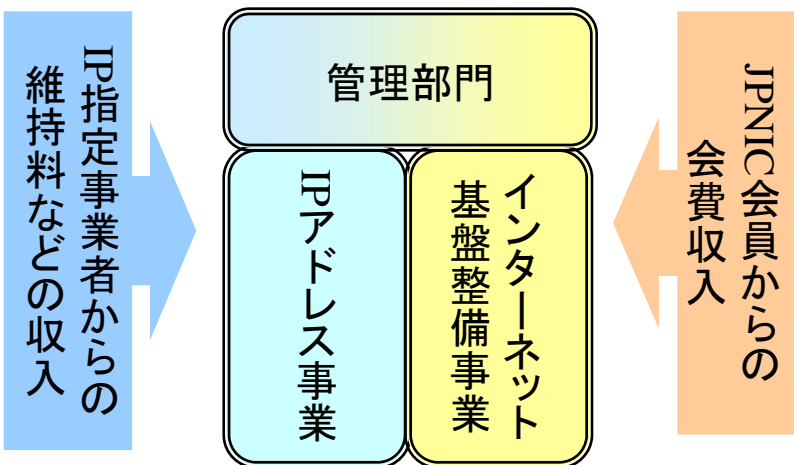 管理部門
IP指定事業者からの
維持料などの収入
IPアドレス事業
インターネット
基盤整備事業
JPNIC会員からの
会費収入